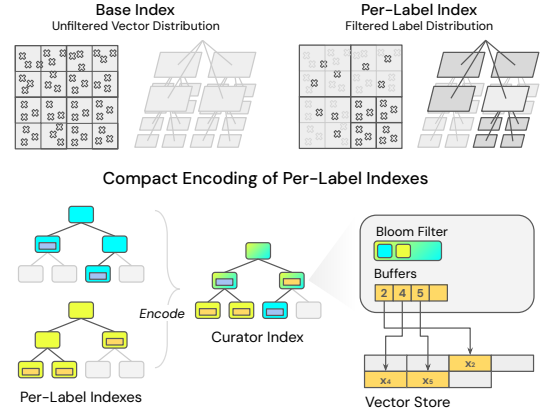 Base Index
Unfiltered Vector Distribution
Per-Label Index
Filtered Label Distribution
Compact Encoding of Per-Label Indexes
Encode
Per-Label Indexes
Curator Index
Bloom Filter
Buffers
2 4 5
x₂
x₄ x₅
Vector Store